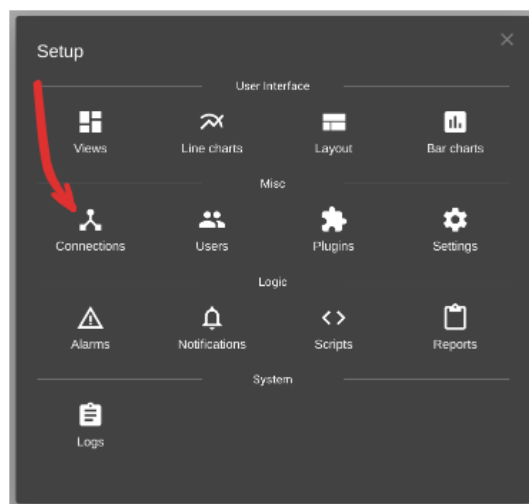 Setup
User Interface
Views Line charts Layout Bar charts
Misc
Connections Users Plugins Settings
Logic
Alarms Notifications Scripts Reports
System
Logs